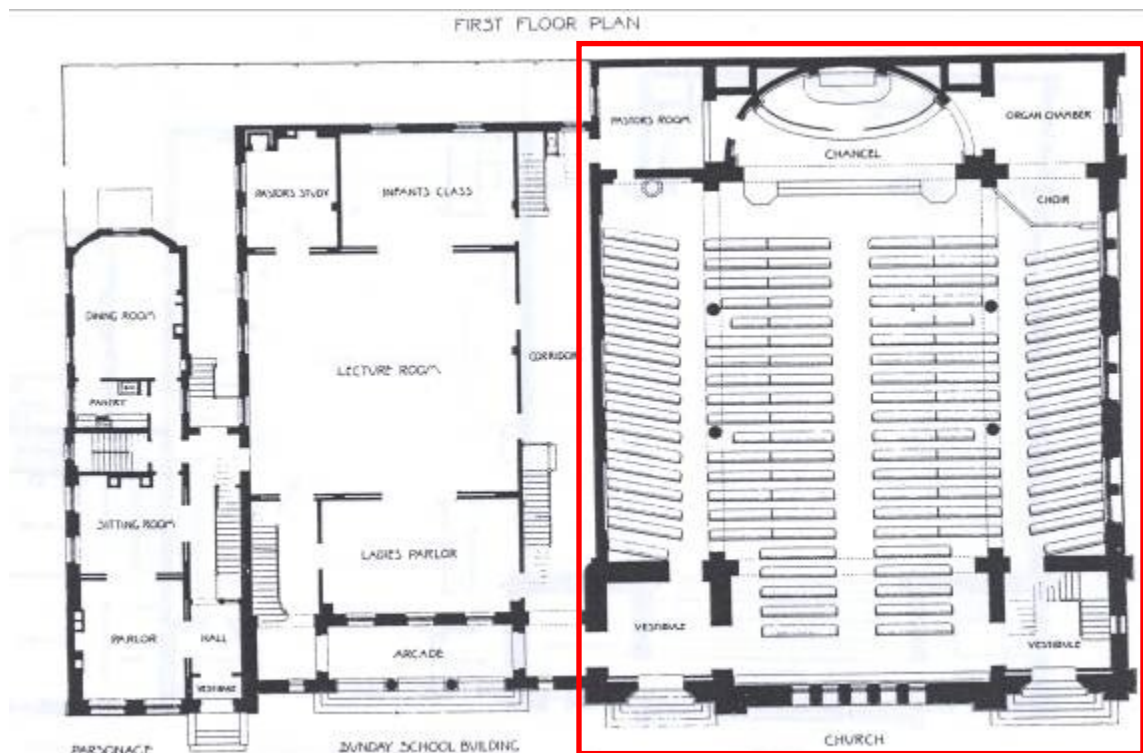 FIRST FLOOR PLAN
PASTORS ROOM
CHANCEL
ORGAN CHAMBER
CHOIR
PASTORS STUDY
INFANTS CLASS
DINING ROOM
LECTURE ROOM
CORRIDOR
PANTRY
SITTING ROOM
LADIES PARLOR
PARLOR
HALL
ARCADE
VESTIBULE
VESTIBULE
VESTIBULE
PARSONAGE
SUNDAY SCHOOL BUILDING
CHURCH